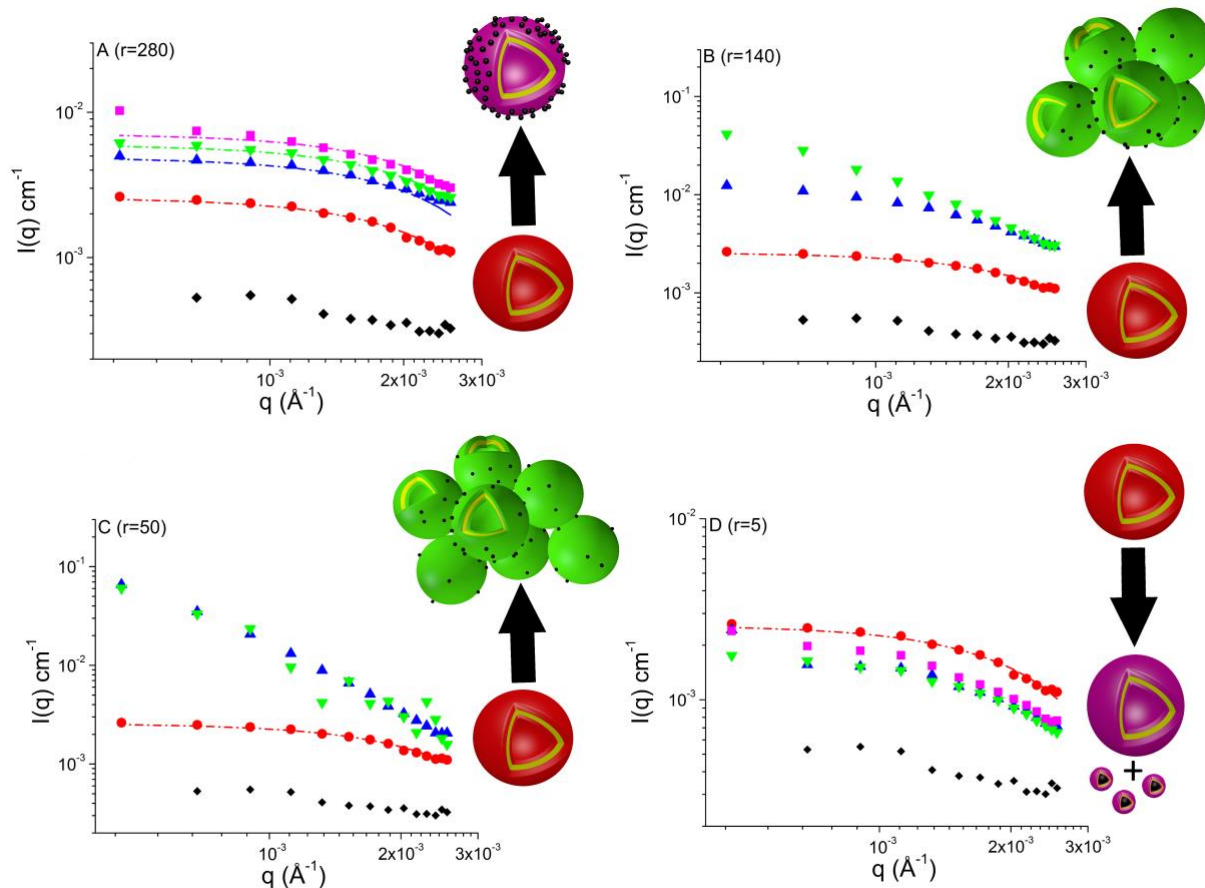 A (r=280)
10⁻²
10⁻³
I(q) cm⁻¹
10⁻³
2x10⁻³
3x10⁻³
q (Å⁻¹)
B (r=140)
10⁻¹
10⁻²
10⁻³
I(q) cm⁻¹
10⁻³
2x10⁻³
3x10⁻³
q (Å⁻¹)
C (r=50)
10⁻¹
10⁻²
10⁻³
I(q) cm⁻¹
10⁻³
2x10⁻³
3x10⁻³
q (Å⁻¹)
D (r=5)
10⁻²
10⁻³
I(q) cm⁻¹
10⁻³
2x10⁻³
3x10⁻³
q (Å⁻¹)
+